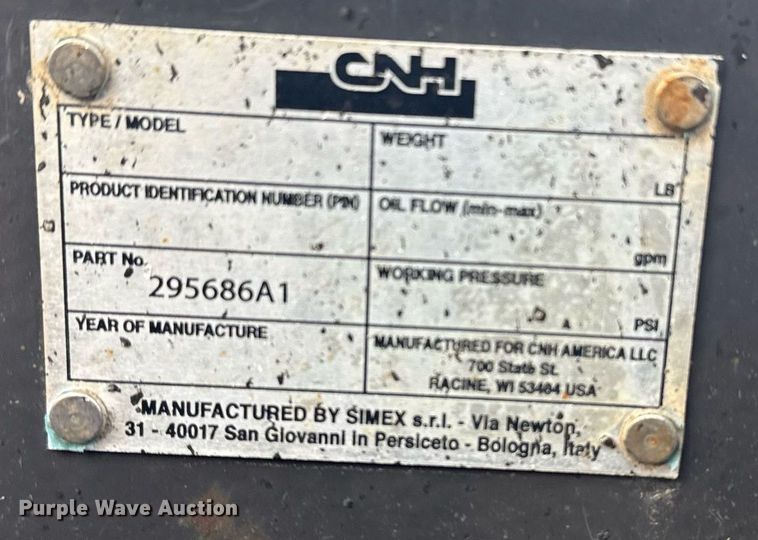 CNH
TYPE / MODEL
WEIGHT
LB
PRODUCT IDENTIFICATION NUMBER (PIN)
OIL FLOW (min-max)
gpm
PART No.
295686A1
WORKING PRESSURE
PSI
YEAR OF MANUFACTURE
MANUFACTURED FOR CNH AMERICA LLC
700 State St.
RACINE, WI 53404 USA
MANUFACTURED BY SIMEX s.r.l. - Via Newton,
31 - 40017 San Giovanni in Persiceto - Bologna, Italy
Purple Wave Auction